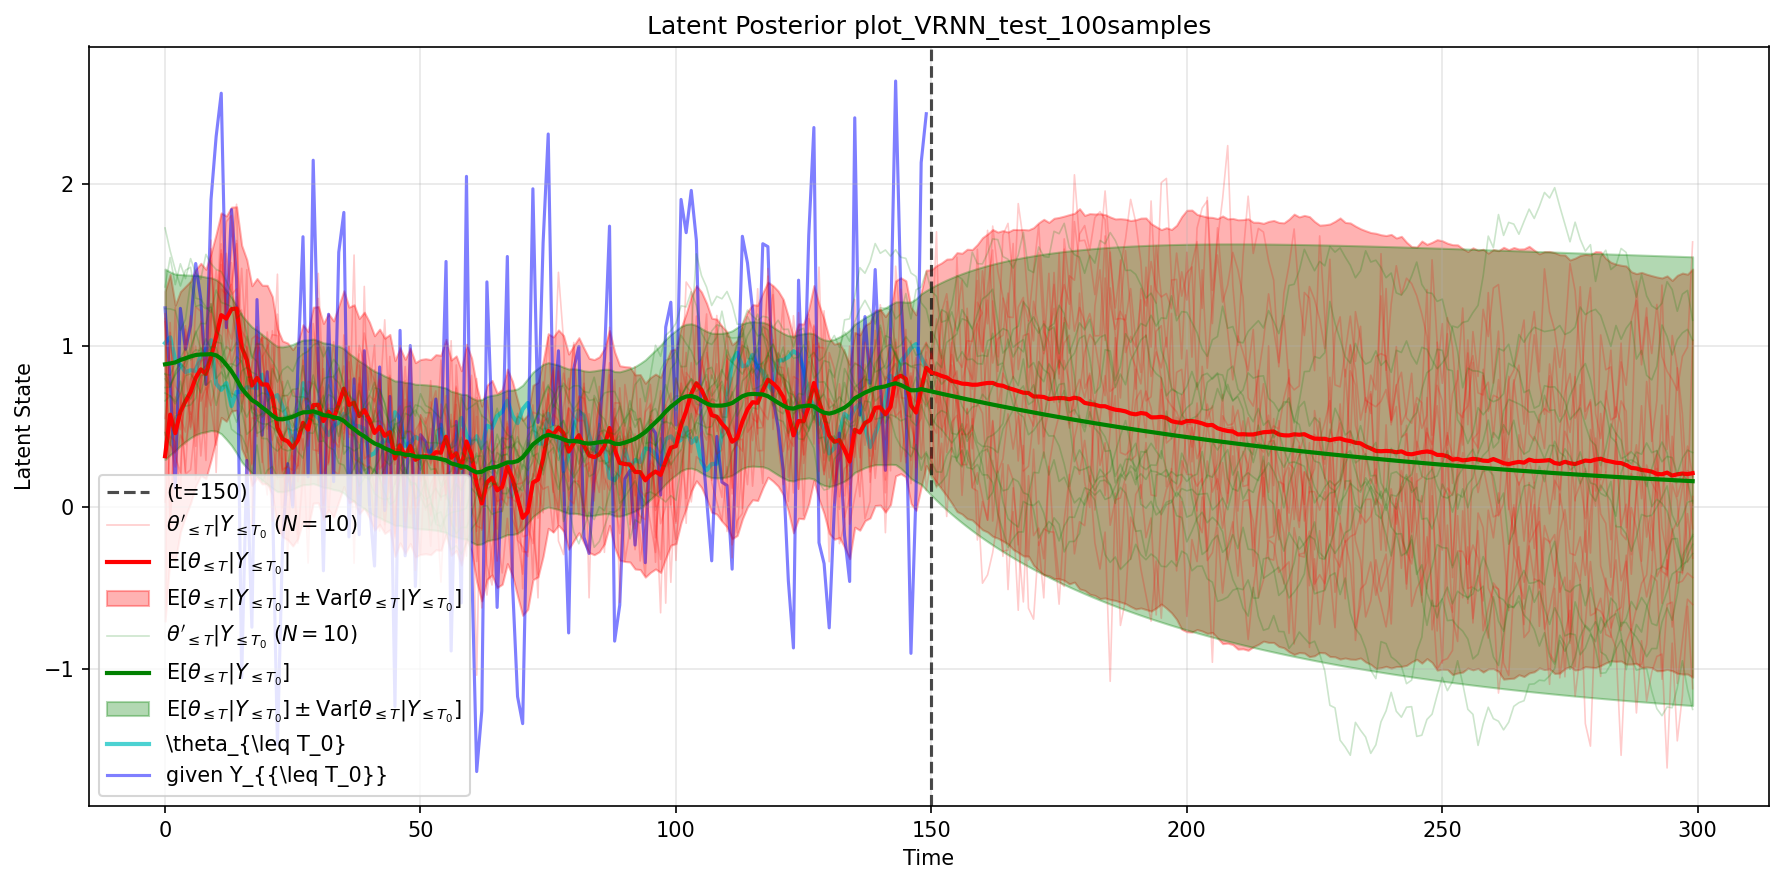 Latent Posterior plot_VRNN_test_100samples
Latent State
2
1
0
−1
(t=150)
θ′≤T|Y≤T₀ (N = 10)
E[θ≤T|Y≤T₀]
E[θ≤T|Y≤T₀] ± Var[θ≤T|Y≤T₀]
θ′≤T|Y≤T₀ (N = 10)
E[θ≤T|Y≤T₀]
E[θ≤T|Y≤T₀] ± Var[θ≤T|Y≤T₀]
\theta_{\leq T_0}
given Y_{{\leq T_0}}
0 50 100 150 200 250 300
Time